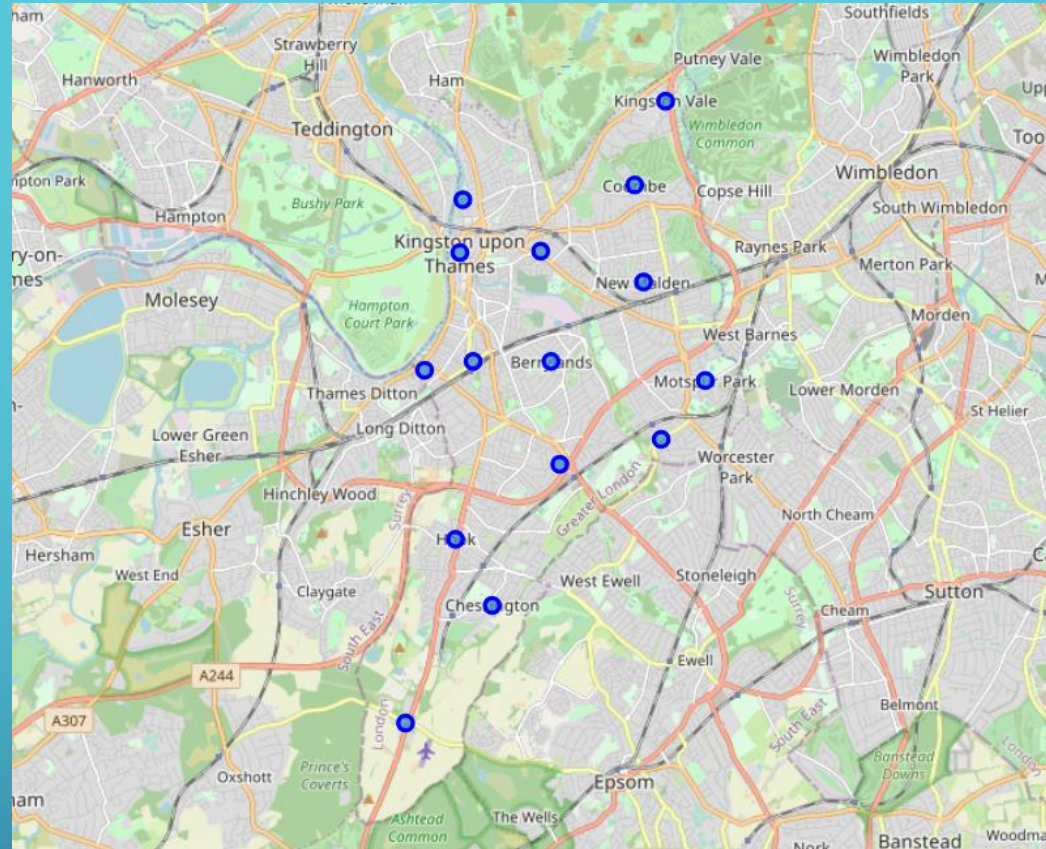 Southfields
Strawberry
Hill
Hanworth
Ham
Putney Vale
Wimbledon
Park
Kingston Vale
Teddington
Wimbledon
Common
Wimbledon
Coombe
Copse Hill
Bushy Park
Hampton
South Wimbledon
Kingston upon
Thames
Raynes Park
Merton Park
New Malden
Molesey
Hampton
Court Park
Morden
West Barnes
Berrylands
Motspur Park
Thames Ditton
Lower Morden
St Helier
Long Ditton
Lower Green
Esher
Worcester
Park
Hinchley Wood
Surrey
Greater London
North Cheam
Esher
Hook
Hersham
West End
Claygate
West Ewell
Stoneleigh
Sutton
Chessington
Surrey
Cheam
South East
Ewell
A244
London
A307
Belmont
South East
London
Banstead
Downs
Oxshott
Prince's
Coverts
Epsom
The Wells
Ashtead
Common
Banstead